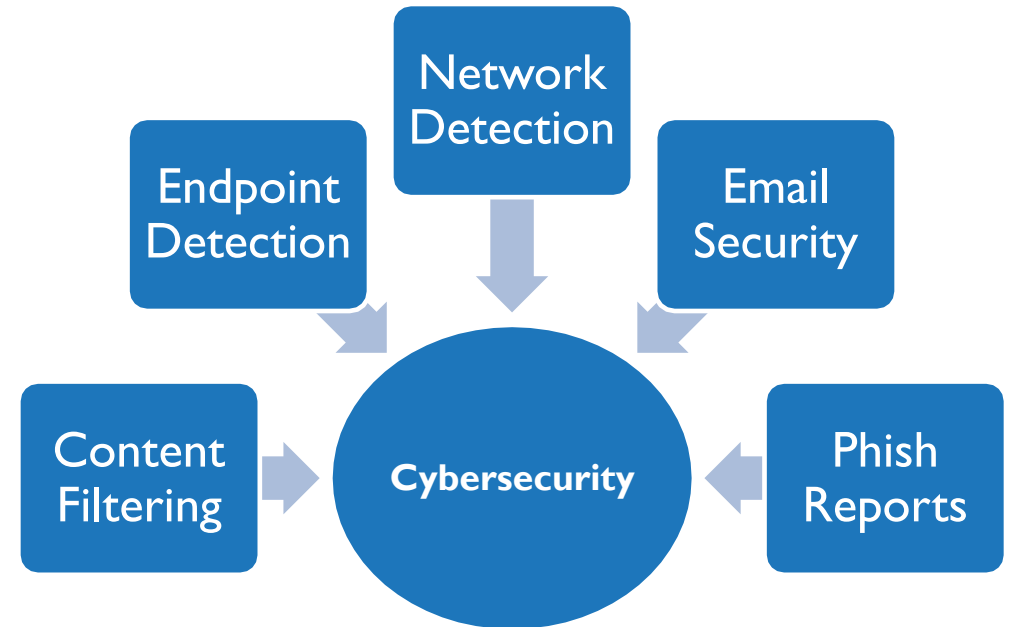 Network
Detection
Endpoint
Detection
Email
Security
Content
Filtering
Cybersecurity
Phish
Reports